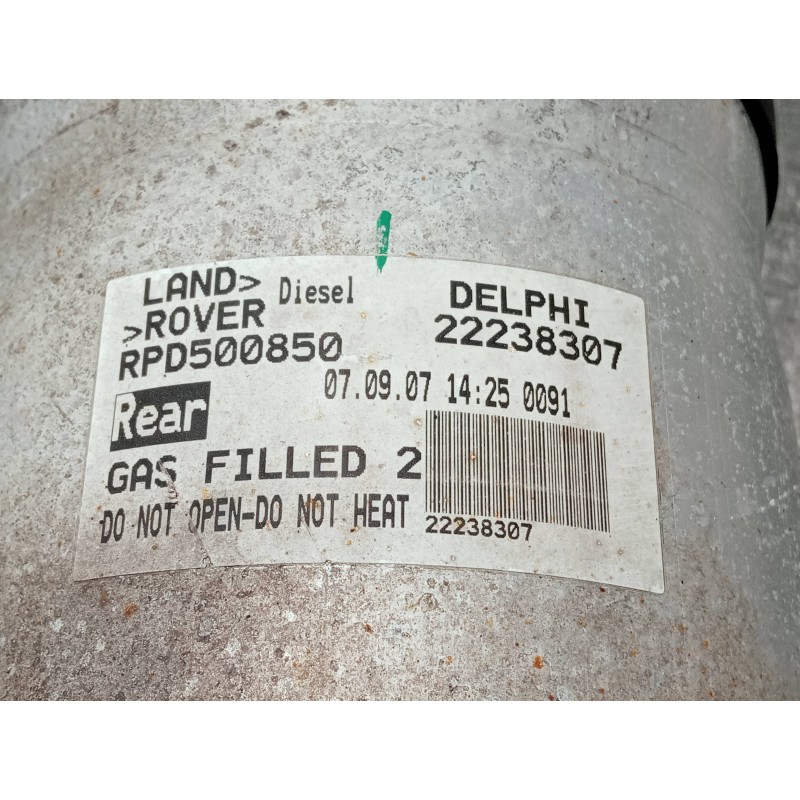 LAND> Diesel DELPHI
>ROVER 22238307
RPD500850
07.09.07 14:25 0091
Rear
GAS FILLED 2
DO NOT OPEN-DO NOT HEAT
22238307